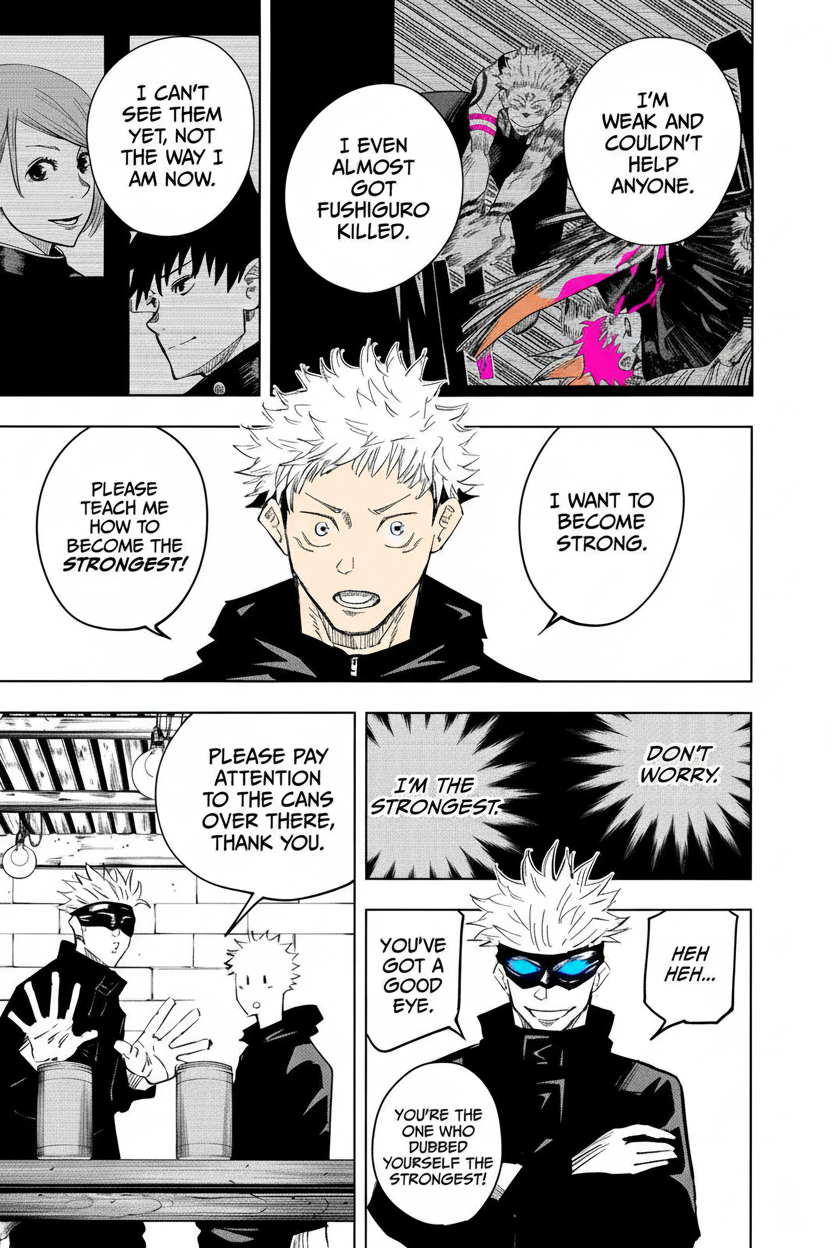 I'M
WEAK AND
COULDN'T
HELP
ANYONE.
I EVEN
ALMOST
GOT
FUSHIGURO
KILLED.
I CAN'T
SEE THEM
YET, NOT
THE WAY I
AM NOW.
I WANT TO
BECOME
STRONG.
PLEASE
TEACH ME
HOW TO
BECOME THE
STRONGEST!
DON'T
WORRY.
I'M THE
STRONGEST.
HEH
HEH...
YOU'VE
GOT A
GOOD
EYE.
YOU'RE THE
ONE WHO
DUBBED
YOURSELF THE
STRONGEST!
PLEASE PAY
ATTENTION
TO THE CANS
OVER THERE,
THANK YOU.